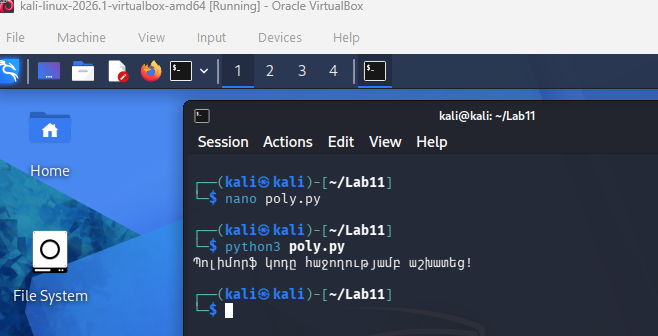 kali-linux-2026.1-virtualbox-amd64 [Running] - Oracle VirtualBox
File Machine View Input Devices Help
1 2 3 4
kali@kali: ~/Lab11
Session Actions Edit View Help
Home
File System
┌──(kali㉿kali)-[~/Lab11]
└─$ nano poly.py
┌──(kali㉿kali)-[~/Lab11]
└─$ python3 poly.py
Պոլիմորֆ կոդը հաջողությամբ աշխատեց!
┌──(kali㉿kali)-[~/Lab11]
└─$